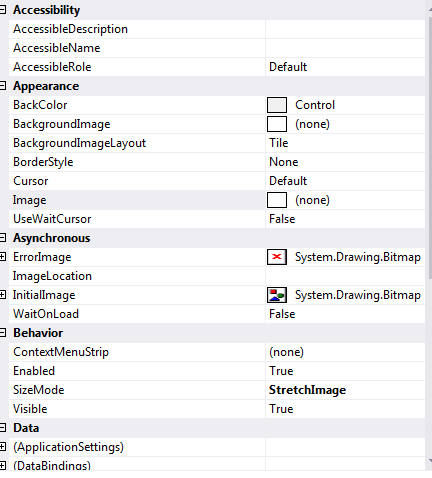 Accessibility
AccessibleDescription
AccessibleName
AccessibleRole Default
Appearance
BackColor Control
BackgroundImage (none)
BackgroundImageLayout Tile
BorderStyle None
Cursor Default
Image (none)
UseWaitCursor False
Asynchronous
ErrorImage System.Drawing.Bitmap
ImageLocation
InitialImage System.Drawing.Bitmap
WaitOnLoad False
Behavior
ContextMenuStrip (none)
Enabled True
SizeMode StretchImage
Visible True
Data
(ApplicationSettings)
(DataBindings)